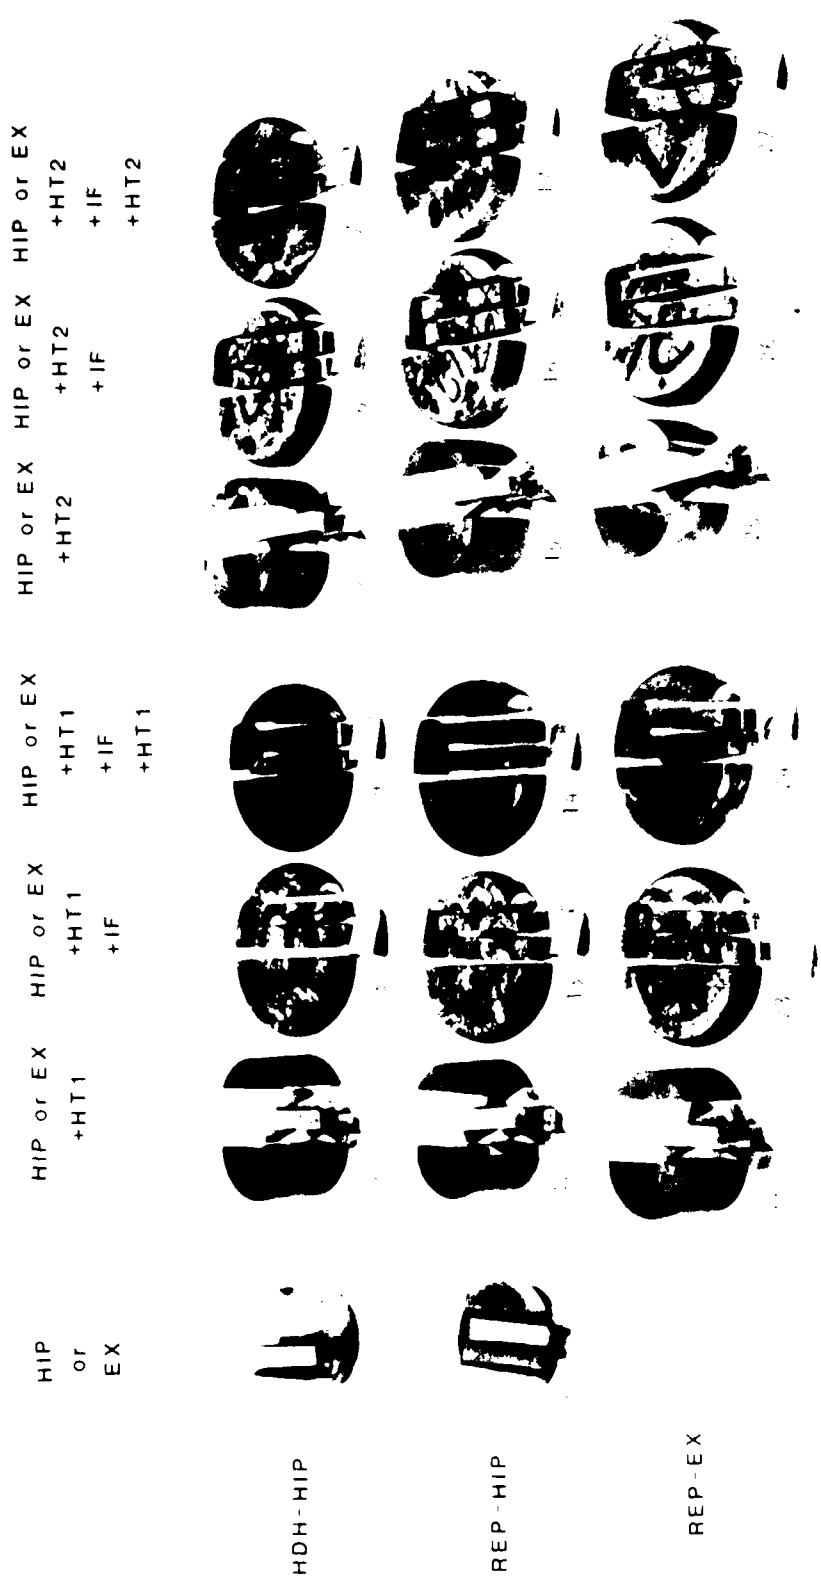 HIP
or
EX
HIP or EX
+HT1
HIP or EX
+HT1
+IF
HIP or EX
+HT1
+IF
+HT1
HIP or EX
+HT2
HIP or EX
+HT2
+IF
HIP or EX
+HT2
+IF
+HT2
HDH-HIP
REP-HIP
REP-EX
14